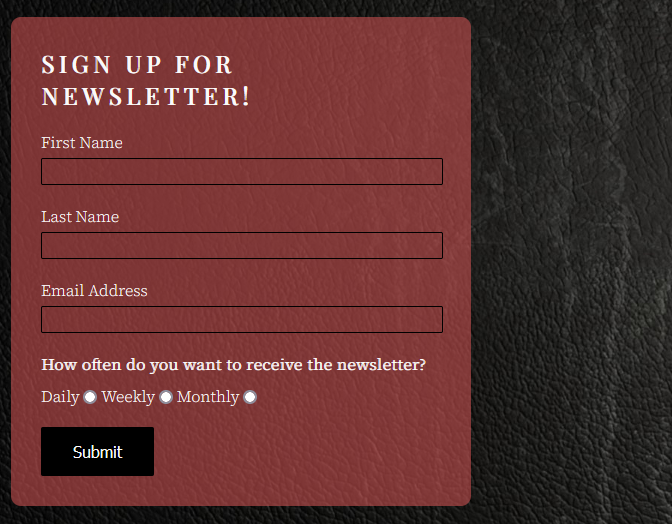 SIGN UP FOR
NEWSLETTER!
First Name
Last Name
Email Address
How often do you want to receive the newsletter?
Daily Weekly Monthly
Submit